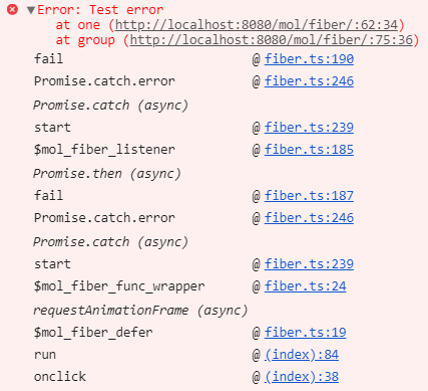 ▼Error: Test error
at one (http://localhost:8080/mol/fiber/:62:34)
at group (http://localhost:8080/mol/fiber/:75:36)
fail @ fiber.ts:190
Promise.catch.error @ fiber.ts:246
Promise.catch (async)
start @ fiber.ts:239
$mol_fiber_listener @ fiber.ts:185
Promise.then (async)
fail @ fiber.ts:187
Promise.catch.error @ fiber.ts:246
Promise.catch (async)
start @ fiber.ts:239
$mol_fiber_func_wrapper @ fiber.ts:24
requestAnimationFrame (async)
$mol_fiber_defer @ fiber.ts:19
run @ (index):84
onclick @ (index):38